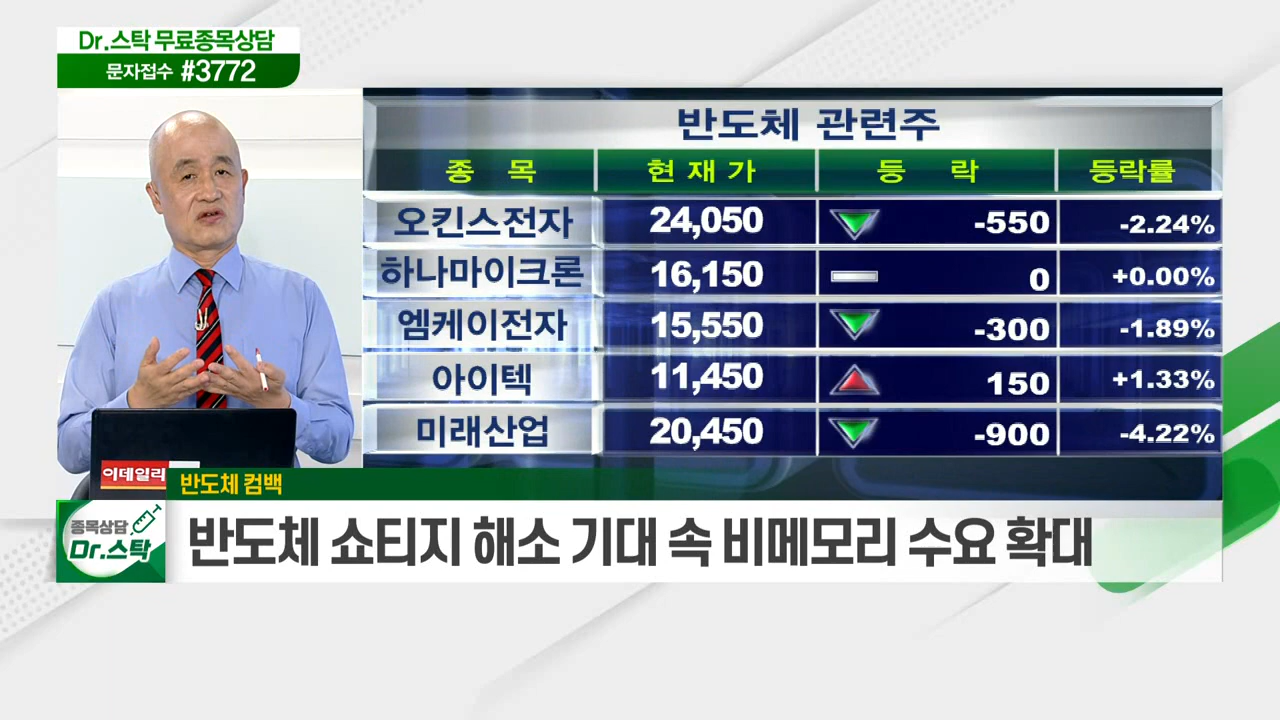 Dr.스탁 무료종목상담
문자접수 #3772
반도체 관련주
종 목 현 재 가 등 락 등락률
오킨스전자 24,050 -550 -2.24%
하나마이크론 16,150 0 +0.00%
엠케이전자 15,550 -300 -1.89%
아이텍 11,450 150 +1.33%
미래산업 20,450 -900 -4.22%
이데일리
반도체 컴백
종목상담
Dr.스탁
반도체 쇼티지 해소 기대 속 비메모리 수요 확대